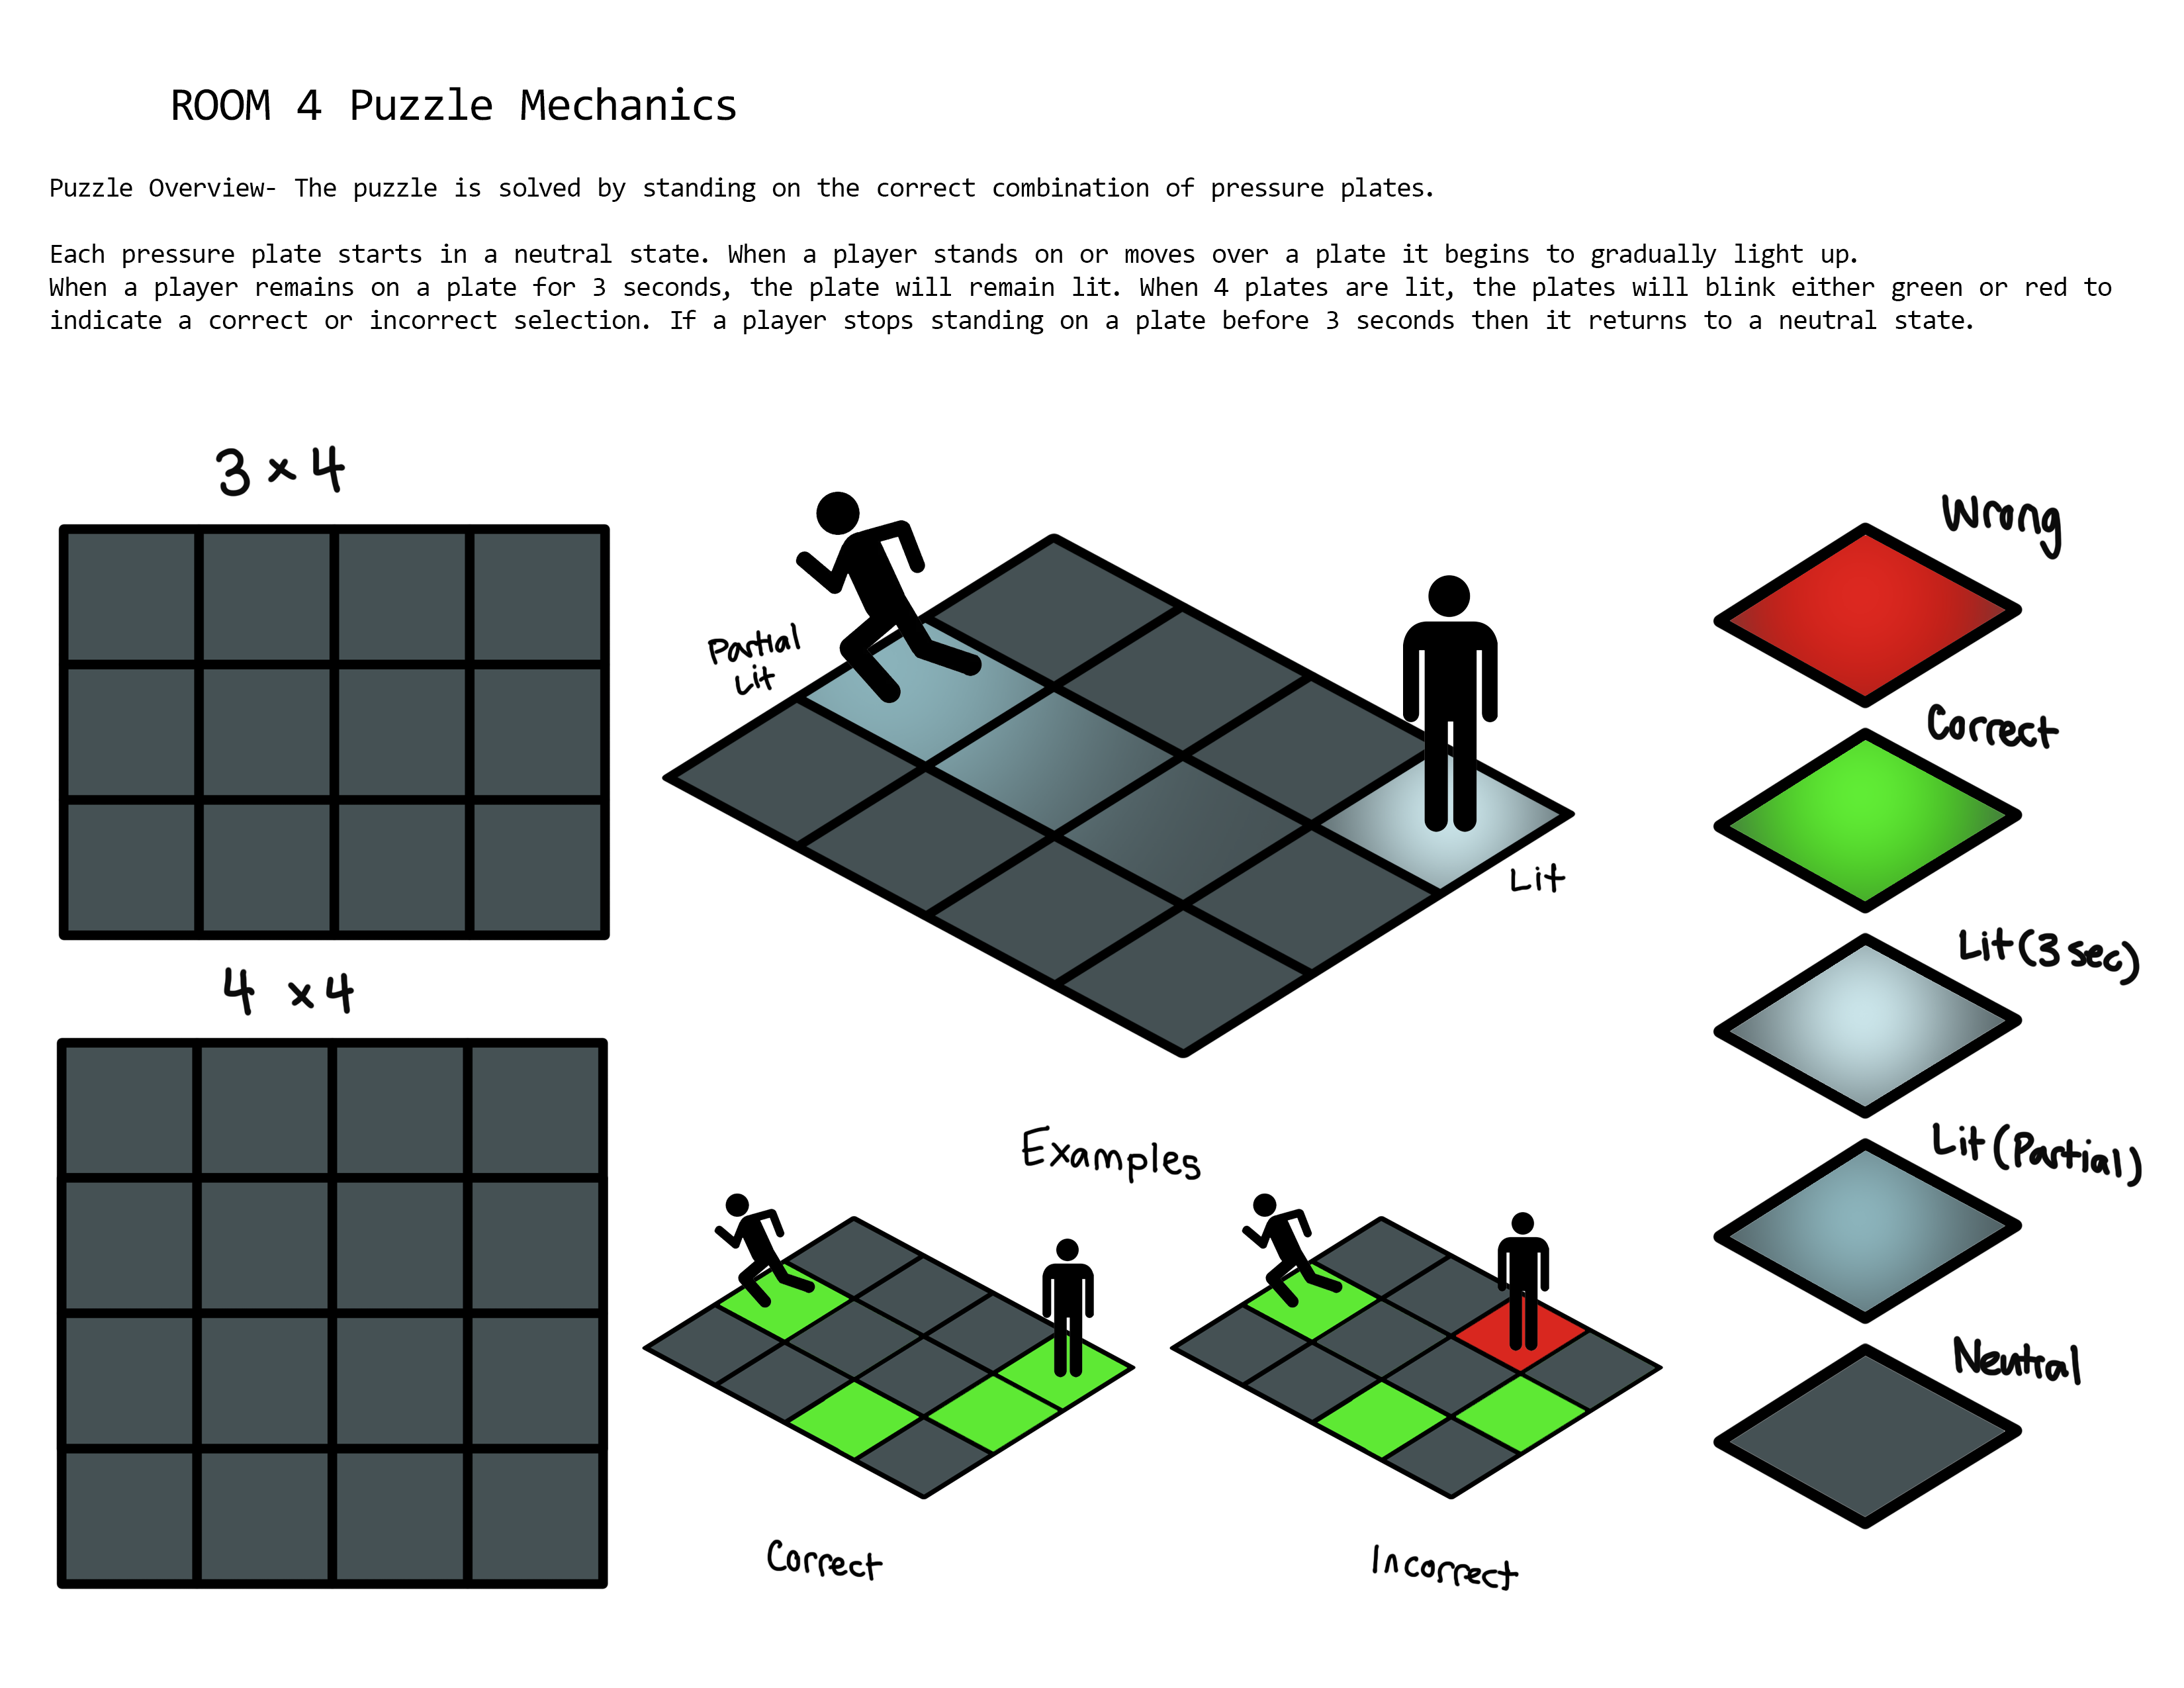 ROOM 4 Puzzle Mechanics
Puzzle Overview- The puzzle is solved by standing on the correct combination of pressure plates.
Each pressure plate starts in a neutral state. When a player stands on or moves over a plate it begins to gradually light up.
When a player remains on a plate for 3 seconds, the plate will remain lit. When 4 plates are lit, the plates will blink either green or red to
indicate a correct or incorrect selection. If a player stops standing on a plate before 3 seconds then it returns to a neutral state.
3 x 4
4 x 4
Partial
Lit
Lit
Examples
Correct
Incorrect
Wrong
Correct
Lit (3 sec)
Lit (Partial)
Neutral